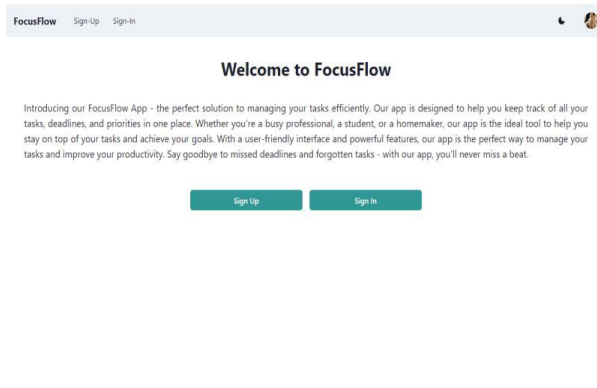 FocusFlow Sign-Up Sign-In
Welcome to FocusFlow
Introducing our FocusFlow App - the perfect solution to managing your tasks efficiently. Our app is designed to help you keep track of all your
tasks, deadlines, and priorities in one place. Whether you're a busy professional, a student, or a homemaker, our app is the ideal tool to help you
stay on top of your tasks and achieve your goals. With a user-friendly interface and powerful features, our app is the perfect way to manage your
tasks and improve your productivity. Say goodbye to missed deadlines and forgotten tasks - with our app, you'll never miss a beat.
Sign Up Sign In